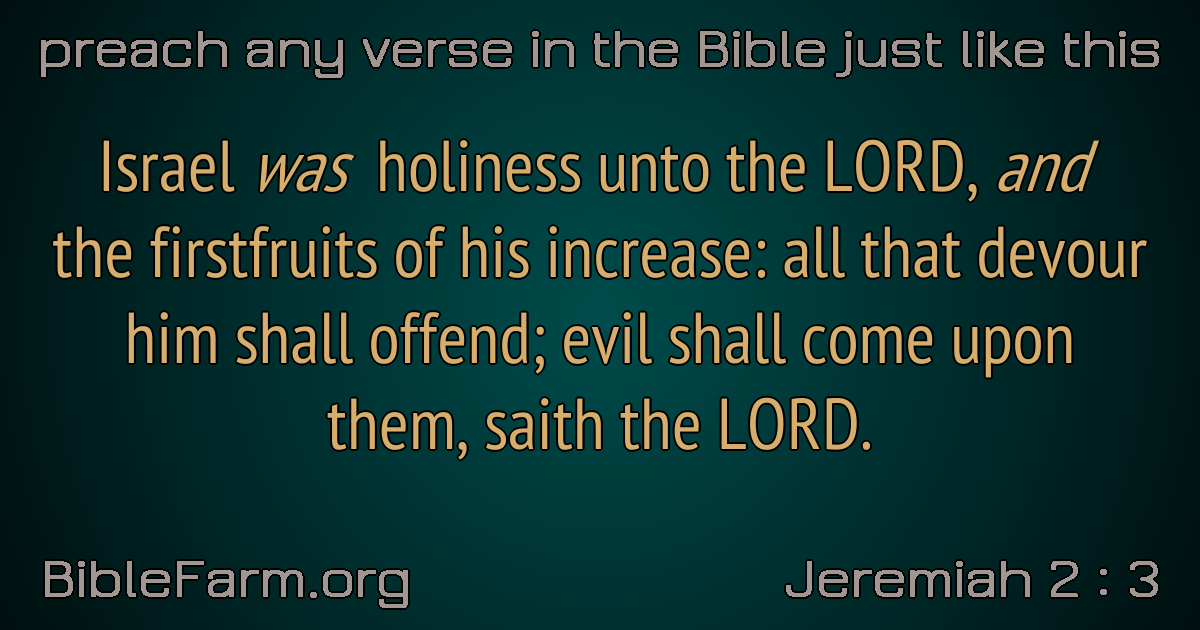 preach any verse in the Bible just like this
Israel was holiness unto the LORD, and
the firstfruits of his increase: all that devour
him shall offend; evil shall come upon
them, saith the LORD.
BibleFarm.org
Jeremiah 2 : 3